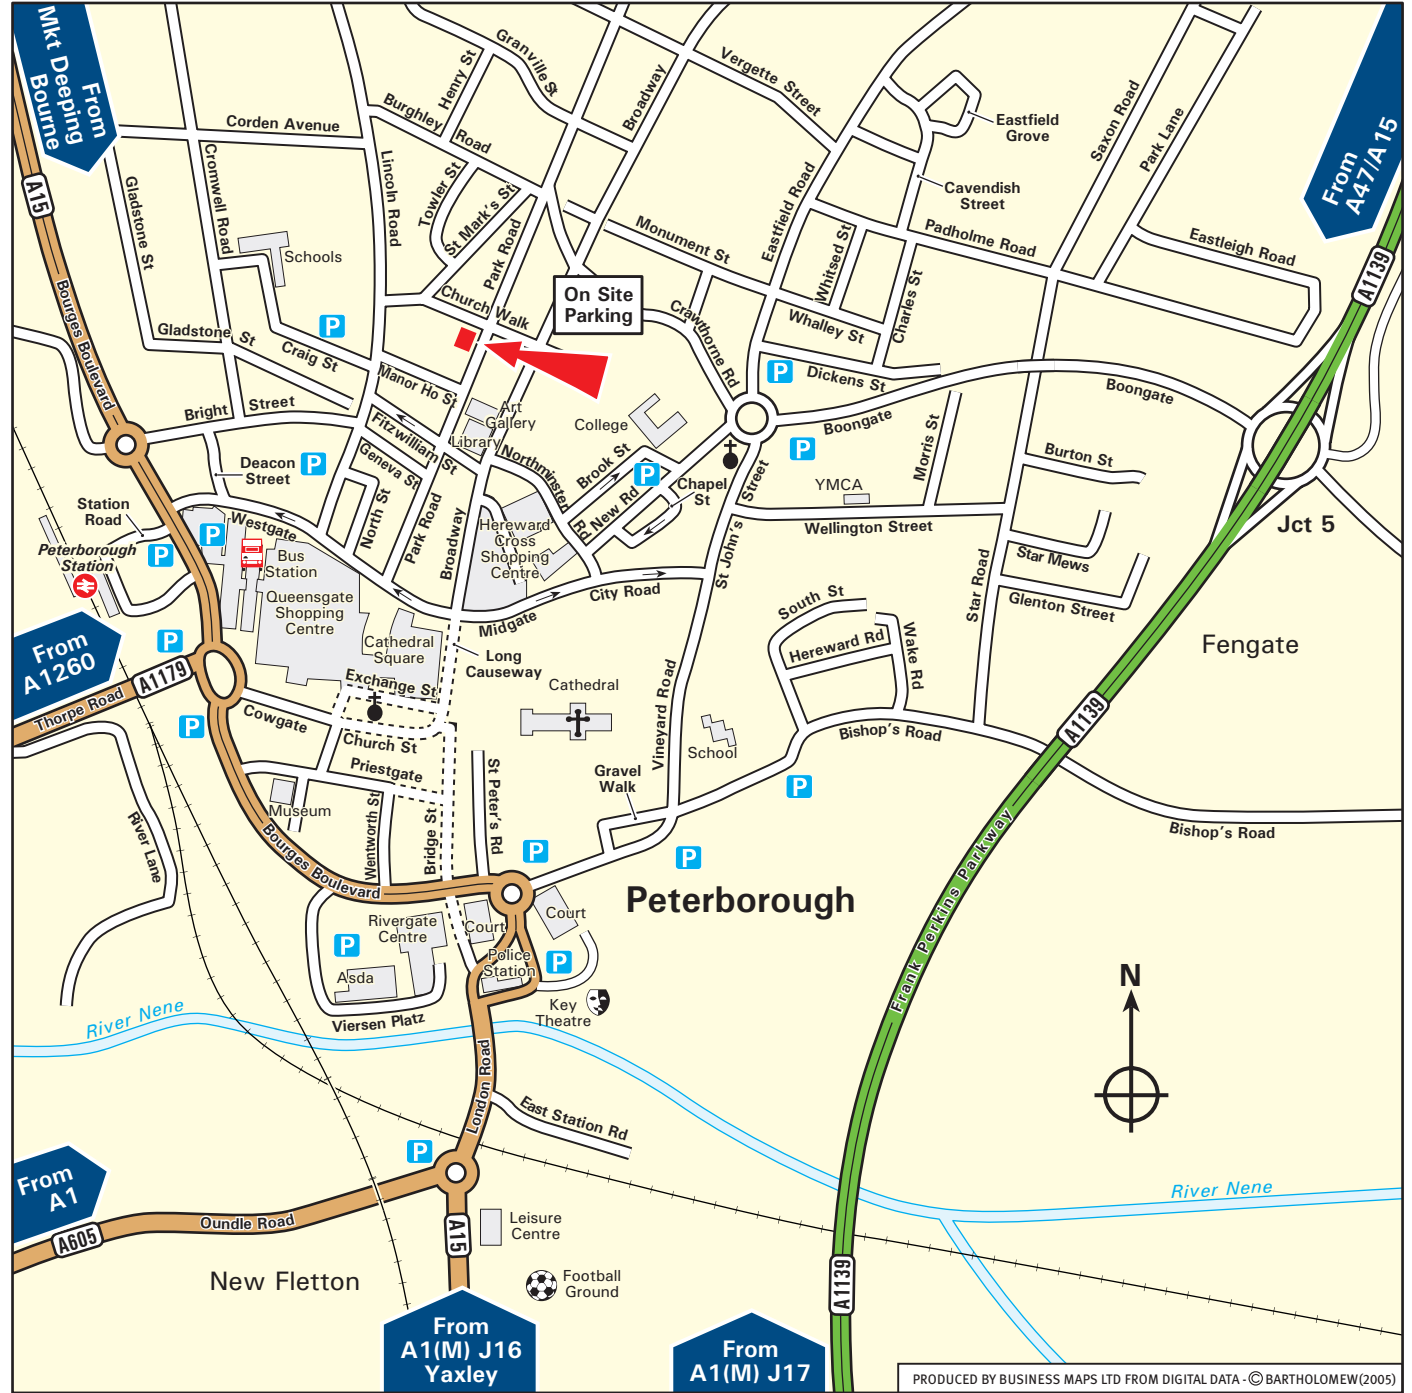 From
Mkt Deeping
Bourne
From
A47/A15
Granville St
Henry St
Vergette Street
Broadway
Burghley Road
Corden Avenue
Eastfield
Grove
Saxon Road
Park Lane
A15
Cromwell Road
Lincoln Road
Gladstone St
Towler St
St Mark's St
Cavendish
Street
Eastfield Road
Monument St
Whitsed St
Padholme Road
Eastleigh Road
Schools
Park Road
A1139
Bourges Boulevard
Church Walk
On Site
Parking
Crawthorne Rd
Charles St
Whalley St
P
Gladstone St
Craig St
Manor Ho St
P
Dickens St
Boongate
Bright Street
Art
Gallery
College
Boongate
Fitzwilliam St
Library
Morris St
Burton St
Geneva St
Northminster Rd
Brook St
P
Deacon
Street
P
P
Chapel
St
YMCA
New Rd
Station
Road
North St
Park Road
Hereward
Cross
Shopping
Centre
St John's Street
Wellington Street
Jct 5
Westgate
P
Broadway
Peterborough
Station
P
Bus
Station
Star Mews
City Road
Queensgate
Shopping
Centre
South St
Star Road
Glenton Street
From
A1260
P
Midgate
Cathedral
Square
Hereward Rd
Wake Rd
Fengate
Long
Causeway
A1179
Thorpe Road
Exchange St
Cathedral
Vineyard Road
P
Cowgate
Church St
School
Bishop's Road
A1139
Priestgate
Gravel
Walk
St Peter's Rd
P
Museum
Wentworth St
Bridge St
River Lane
Bishop's Road
Bourges Boulevard
P
P
Frank Perkins Parkway
Peterborough
Rivergate
Centre
Court
Court
P
Police
Station
P
Asda
Key
Theatre
N
River Nene
Viersen Platz
London Road
East Station Rd
P
From
A1
River Nene
Oundle Road
A605
A15
Leisure
Centre
New Fletton
Football
Ground
A1139
From
A1(M) J16
Yaxley
From
A1(M) J17
PRODUCED BY BUSINESS MAPS LTD FROM DIGITAL DATA - © BARTHOLOMEW(2005)